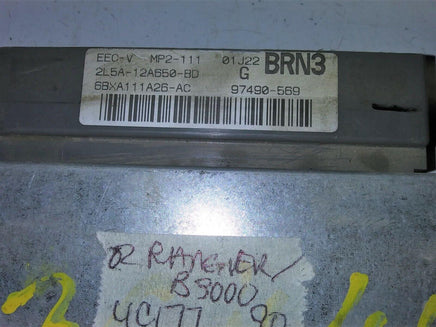 EEC-V MP2-111 01J22 BRN3
2L5A-12A650-BD G
6BXA111A26-AC 97490-569
02 RANGER/
B3000